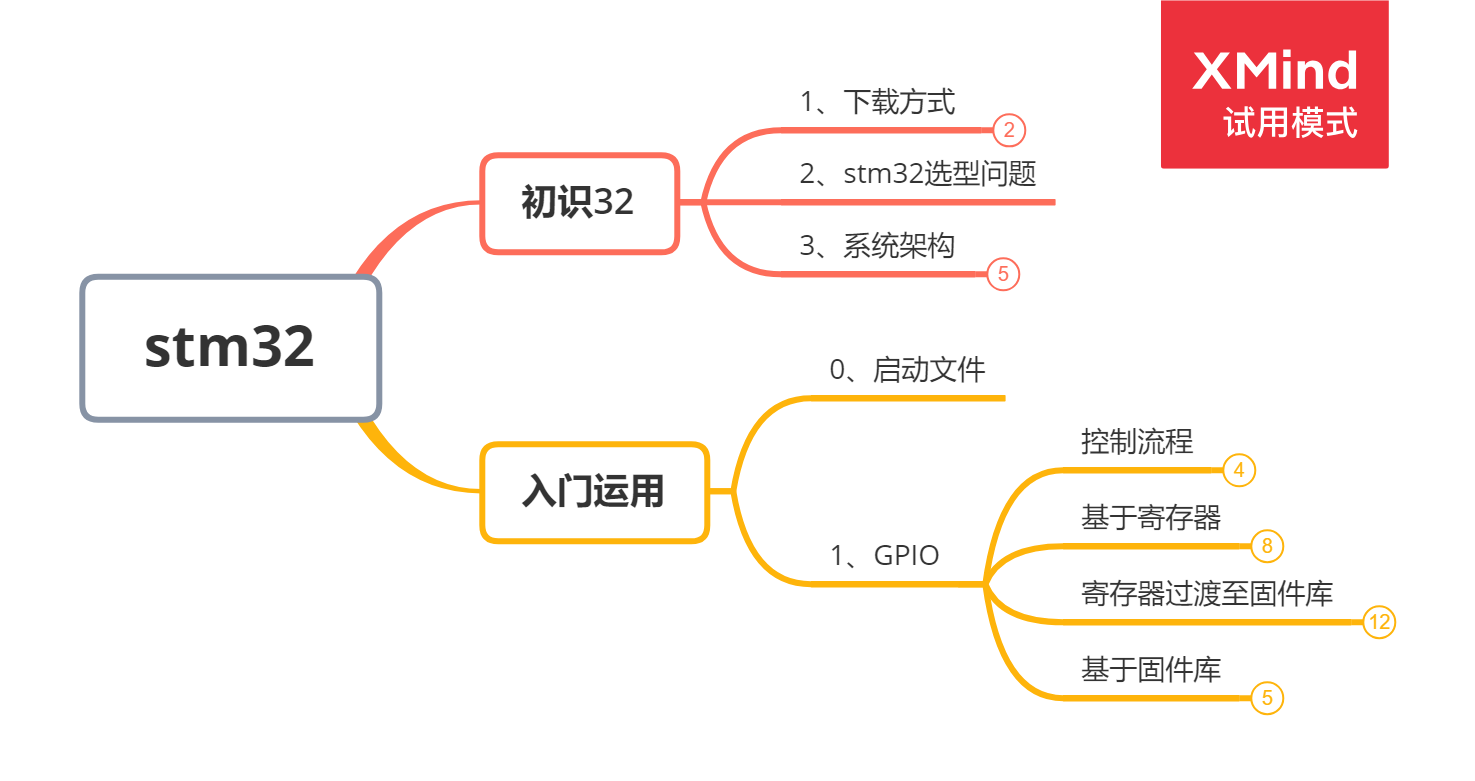 XMind
试用模式
stm32
初识32
1、下载方式
2
2、stm32选型问题
3、系统架构
5
入门运用
0、启动文件
1、GPIO
控制流程
4
基于寄存器
8
寄存器过渡至固件库
12
基于固件库
5